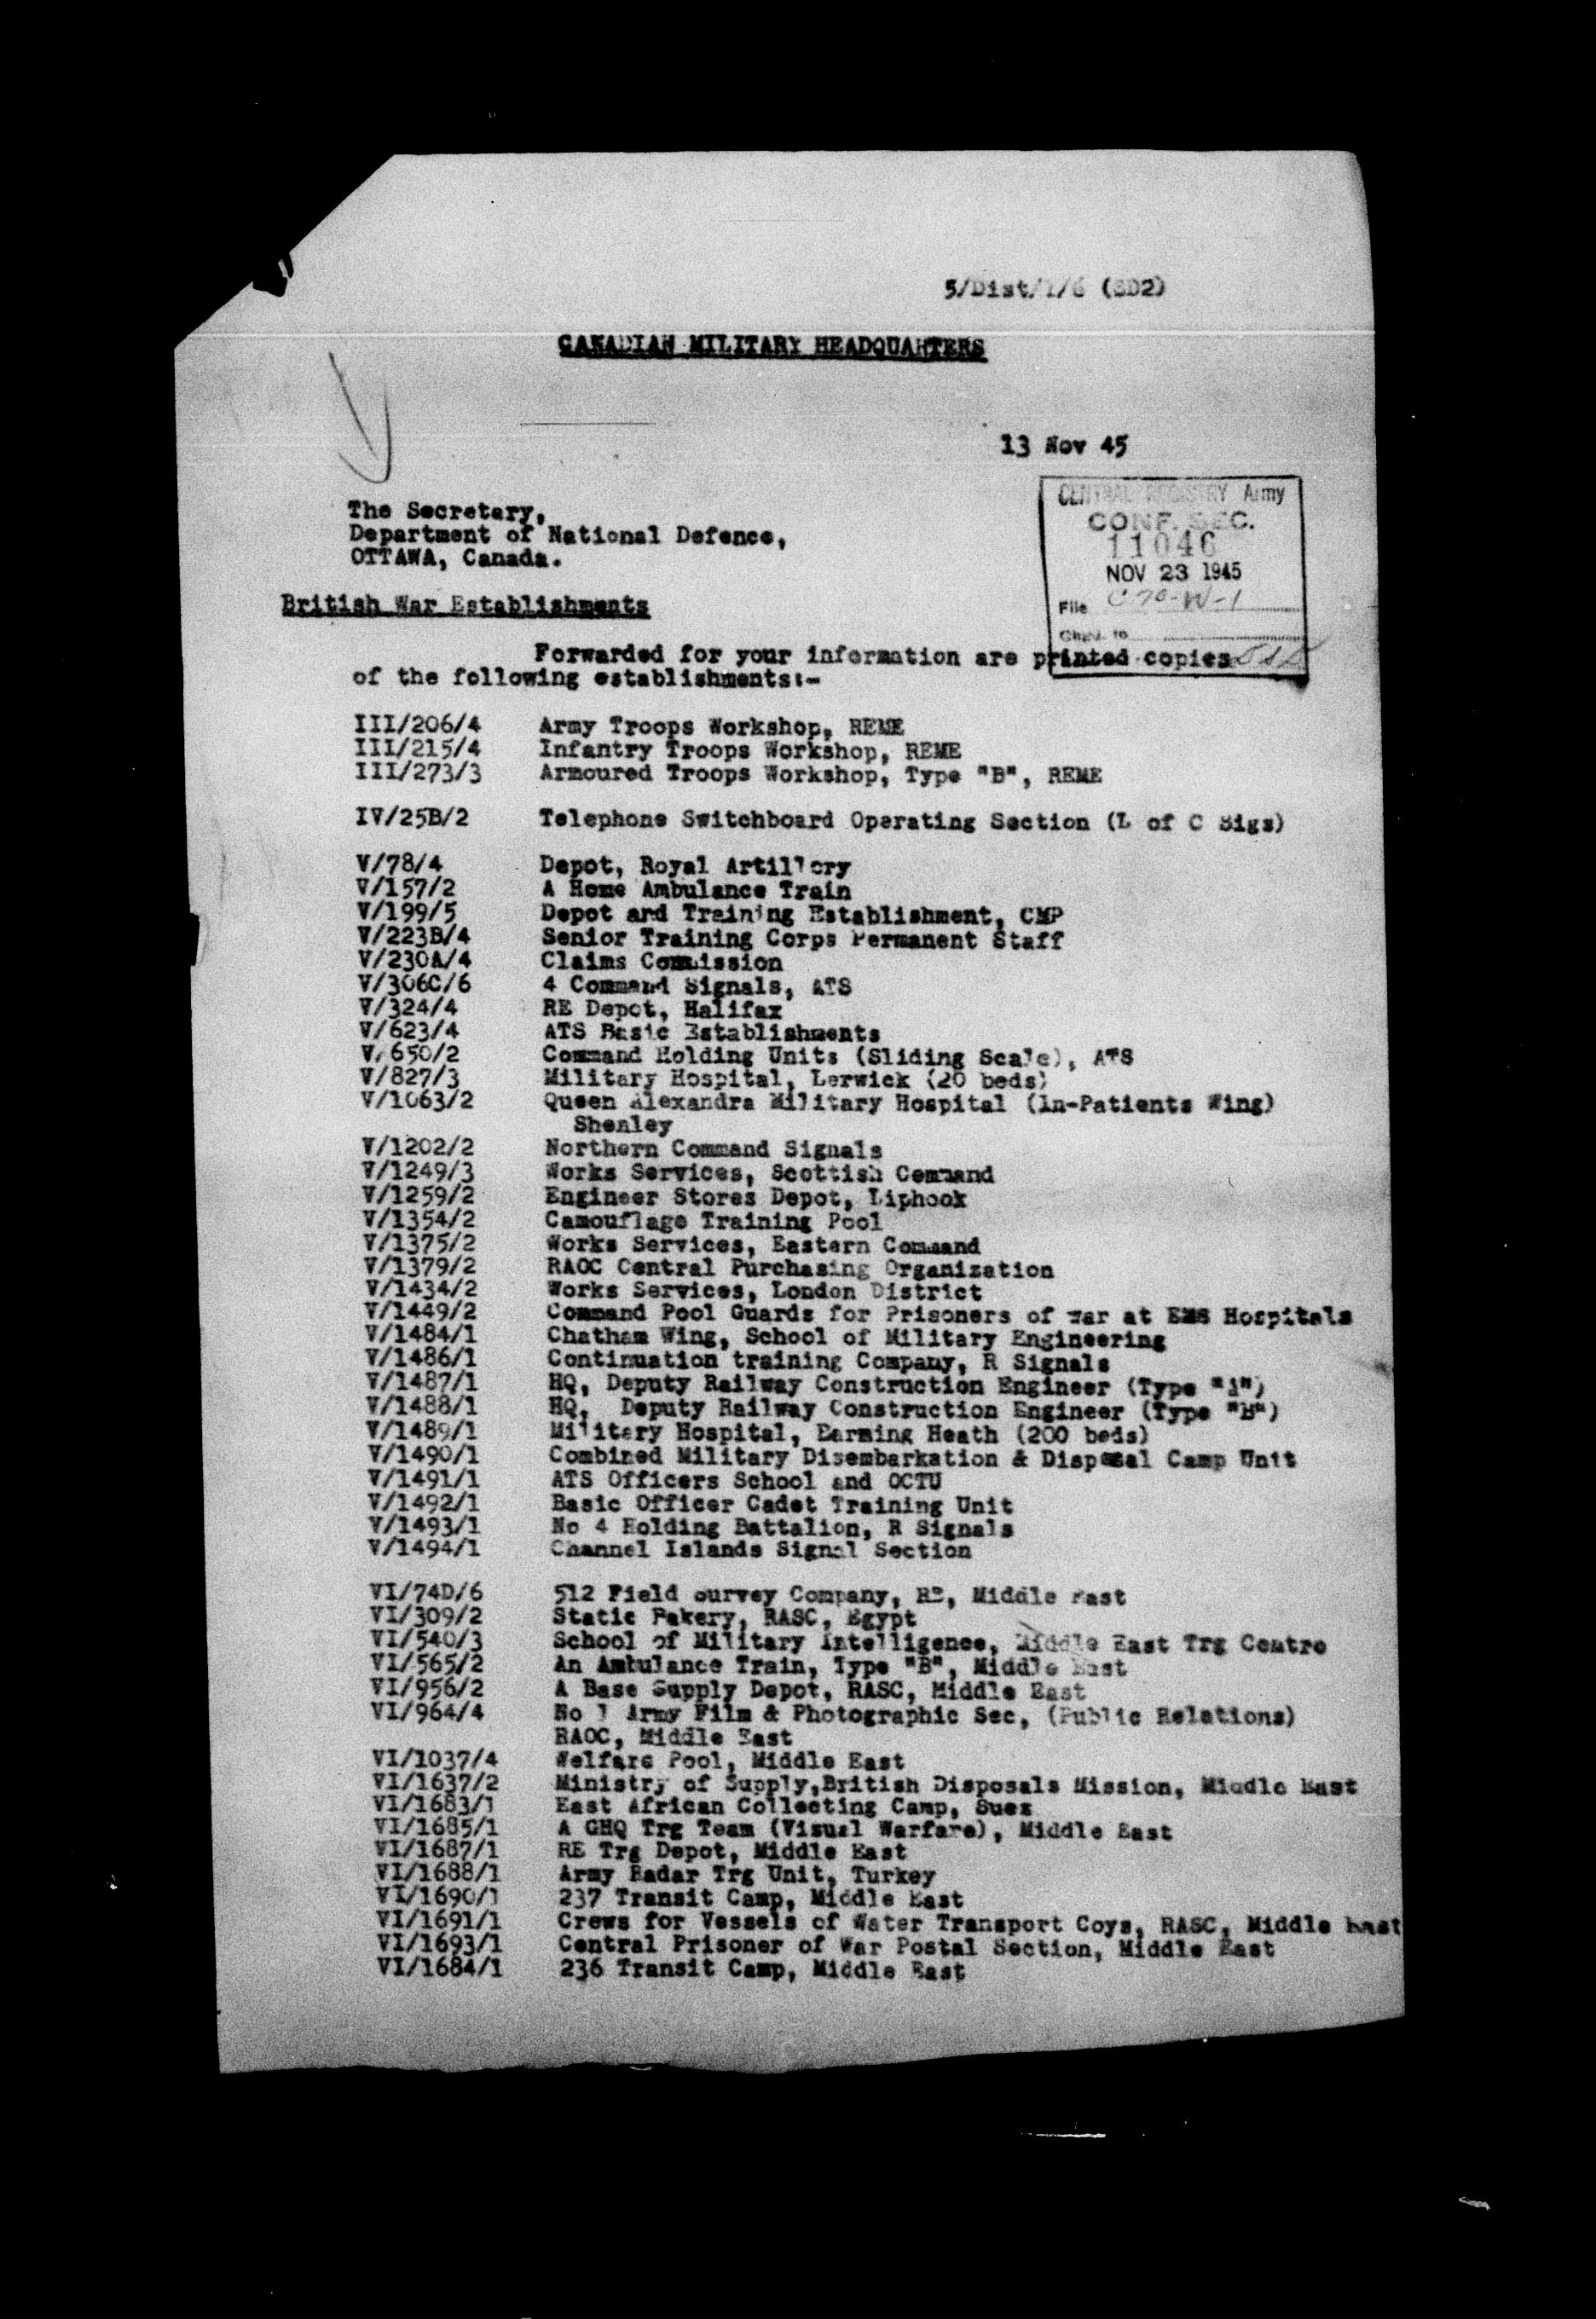 5/Dist/1/6 (SD2)
CANADIAN MILITARY HEADQUARTERS
13 Nov 45
CENTRAL REGISTRY Army
CONF. SEC.
11046
NOV 23 1945
File C 70-W-1
Chgd. to
The Secretary,
Department of National Defence,
OTTAWA, Canada.
British War Establishments
Forwarded for your information are printed copies
of the following establishments:-
III/206/4 Army Troops Workshop, REME
III/215/4 Infantry Troops Workshop, REME
III/273/3 Armoured Troops Workshop, Type "B", REME
IV/25B/2 Telephone Switchboard Operating Section (L of C Sigs)
V/78/4 Depot, Royal Artillery
V/157/2 A Home Ambulance Train
V/199/5 Depot and Training Establishment, CMP
V/223B/4 Senior Training Corps Permanent Staff
V/230A/4 Claims Commission
V/306C/6 4 Command Signals, ATS
V/324/4 RE Depot, Halifax
V/623/4 ATS Basic Establishments
V/650/2 Command Holding Units (Sliding Scale), ATS
V/827/3 Military Hospital, Lerwick (20 beds)
V/1063/2 Queen Alexandra Military Hospital (In-Patients Wing)
Shenley
V/1202/2 Northern Command Signals
V/1249/3 Works Services, Scottish Command
V/1259/2 Engineer Stores Depot, Liphook
V/1354/2 Camouflage Training Pool
V/1375/2 Works Services, Eastern Command
V/1379/2 RAOC Central Purchasing Organization
V/1434/2 Works Services, London District
V/1449/2 Command Pool Guards for Prisoners of war at EMS Hospitals
V/1484/1 Chatham Wing, School of Military Engineering
V/1486/1 Continuation training Company, R Signals
V/1487/1 HQ, Deputy Railway Construction Engineer (Type "A")
V/1488/1 HQ, Deputy Railway Construction Engineer (Type "B")
V/1489/1 Military Hospital, Earming Heath (200 beds)
V/1490/1 Combined Military Disembarkation & Disposal Camp Unit
V/1491/1 ATS Officers School and OCTU
V/1492/1 Basic Officer Cadet Training Unit
V/1493/1 No 4 Holding Battalion, R Signals
V/1494/1 Channel Islands Signal Section
VI/74D/6 512 Field Survey Company, RE, Middle East
VI/309/2 Static Bakery, RASC, Egypt
VI/540/3 School of Military Intelligence, Middle East Trg Centre
VI/565/2 An Ambulance Train, Type "B", Middle East
VI/956/2 A Base Supply Depot, RASC, Middle East
VI/964/4 No 1 Army Film & Photographic Sec, (Public Relations)
RAOC, Middle East
VI/1037/4 Welfare Pool, Middle East
VI/1637/2 Ministry of Supply,British Disposals Mission, Middle East
VI/1683/1 East African Collecting Camp, Suez
VI/1685/1 A GHQ Trg Team (Visual Warfare), Middle East
VI/1687/1 RE Trg Depot, Middle East
VI/1688/1 Army Radar Trg Unit, Turkey
VI/1690/1 237 Transit Camp, Middle East
VI/1691/1 Crews for Vessels of Water Transport Coys, RASC, Middle East
VI/1693/1 Central Prisoner of War Postal Section, Middle East
VI/1684/1 236 Transit Camp, Middle East